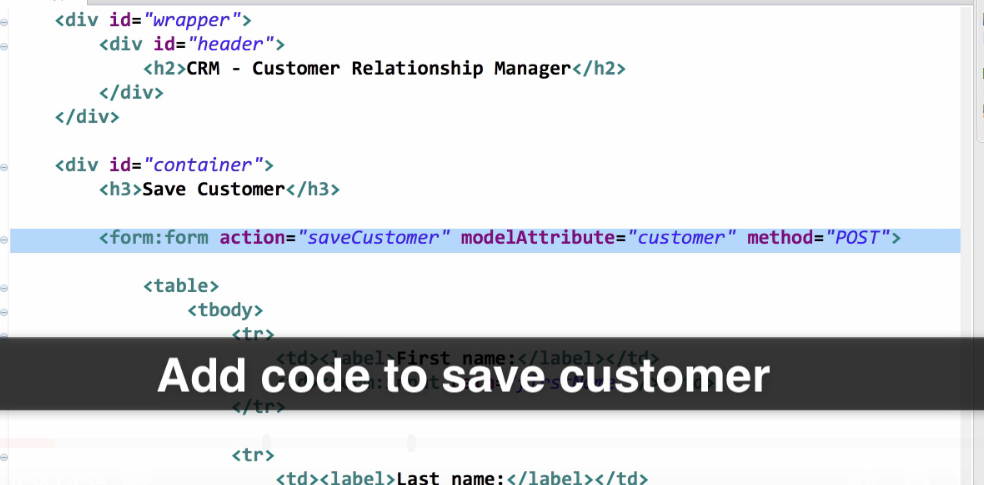 <div id="wrapper">
<div id="header">
<h2>CRM - Customer Relationship Manager</h2>
</div>
</div>
<div id="container">
<h3>Save Customer</h3>
<form:form action="saveCustomer" modelAttribute="customer" method="POST">
<table>
<tbody>
<tr>
<td><label>First name:</label></td>
Add code to save customer
</tr>
<tr>
<td><label>Last name:</label></td>